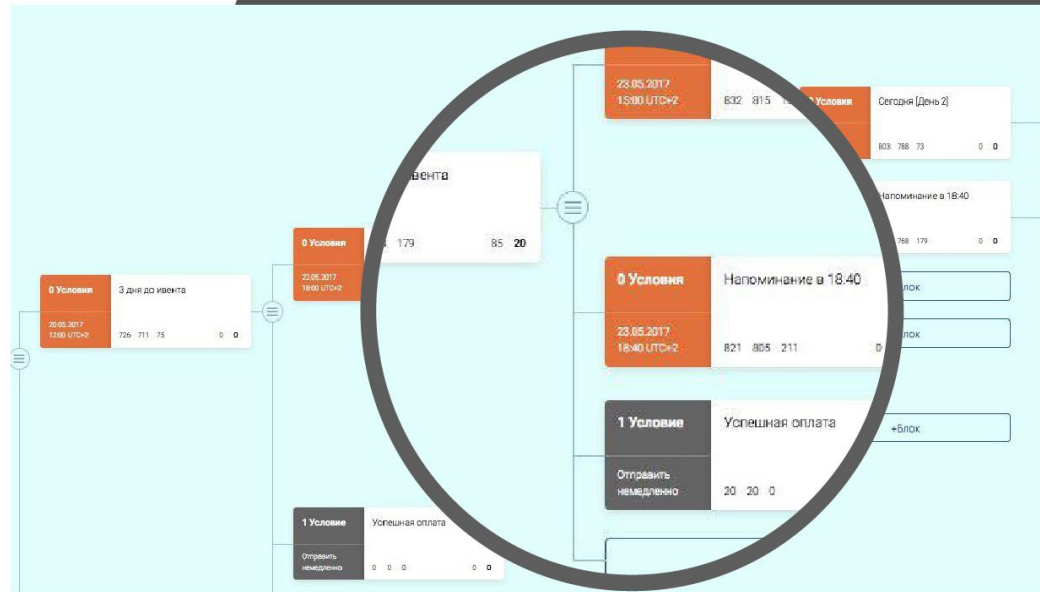 0 Условия
3 дня до ивента
20.05.2017
12:00 UTC+2
726 711 75
0 0
0 Условия
22.05.2017
18:00 UTC+2
ивента
179
85 20
1 Условие
Успешная оплата
Отправить
немедленно
0 0 0
0 0
23.05.2017
15:00 UTC+2
832 815
0 Условия
Напоминание в 18:40
23.05.2017
18:40 UTC+2
821 805 211
0
1 Условие
Успешная оплата
Отправить
немедленно
20 20 0
Условия
Сегодня (День 2)
803 788 73
0 0
Напоминание в 18:40
768 179
0 0
+Блок